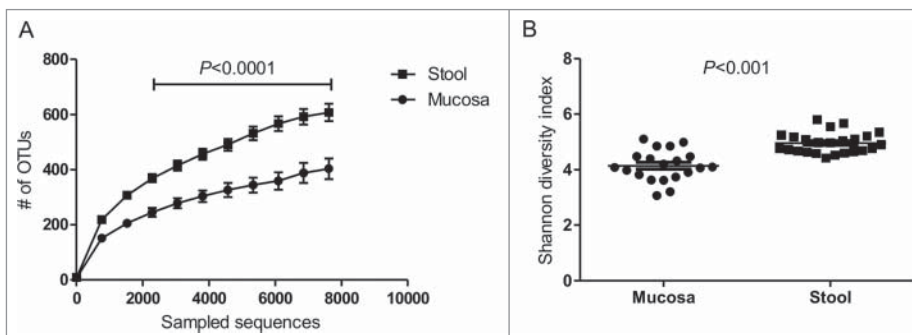 A
800
600
400
200
0
# of OTUs
P<0.0001
Stool
Mucosa
0 2000 4000 6000 8000 10000
Sampled sequences
B
8
6
4
2
0
Shannon diversity index
P<0.001
Mucosa Stool